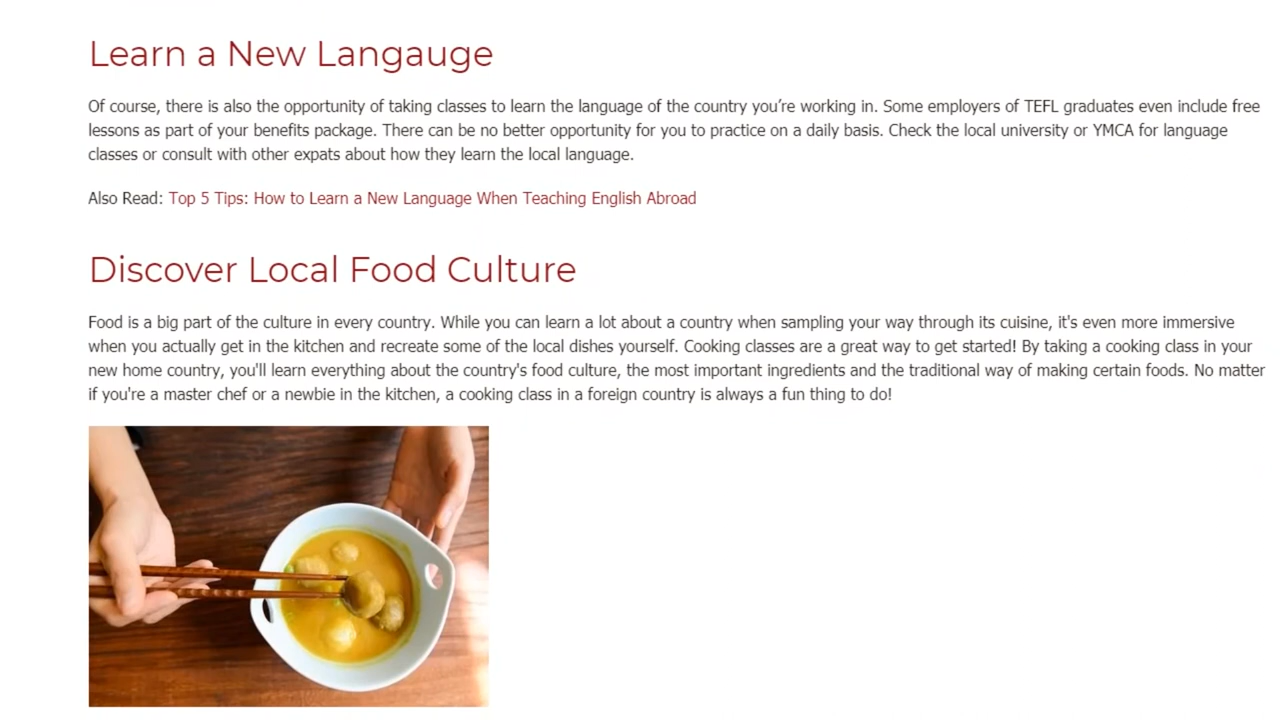 Learn a New Langauge
Of course, there is also the opportunity of taking classes to learn the language of the country you’re working in. Some employers of TEFL graduates even include free
lessons as part of your benefits package. There can be no better opportunity for you to practice on a daily basis. Check the local university or YMCA for language
classes or consult with other expats about how they learn the local language.
Also Read: Top 5 Tips: How to Learn a New Language When Teaching English Abroad
Discover Local Food Culture
Food is a big part of the culture in every country. While you can learn a lot about a country when sampling your way through its cuisine, it's even more immersive
when you actually get in the kitchen and recreate some of the local dishes yourself. Cooking classes are a great way to get started! By taking a cooking class in your
new home country, you'll learn everything about the country's food culture, the most important ingredients and the traditional way of making certain foods. No matter
if you're a master chef or a newbie in the kitchen, a cooking class in a foreign country is always a fun thing to do!